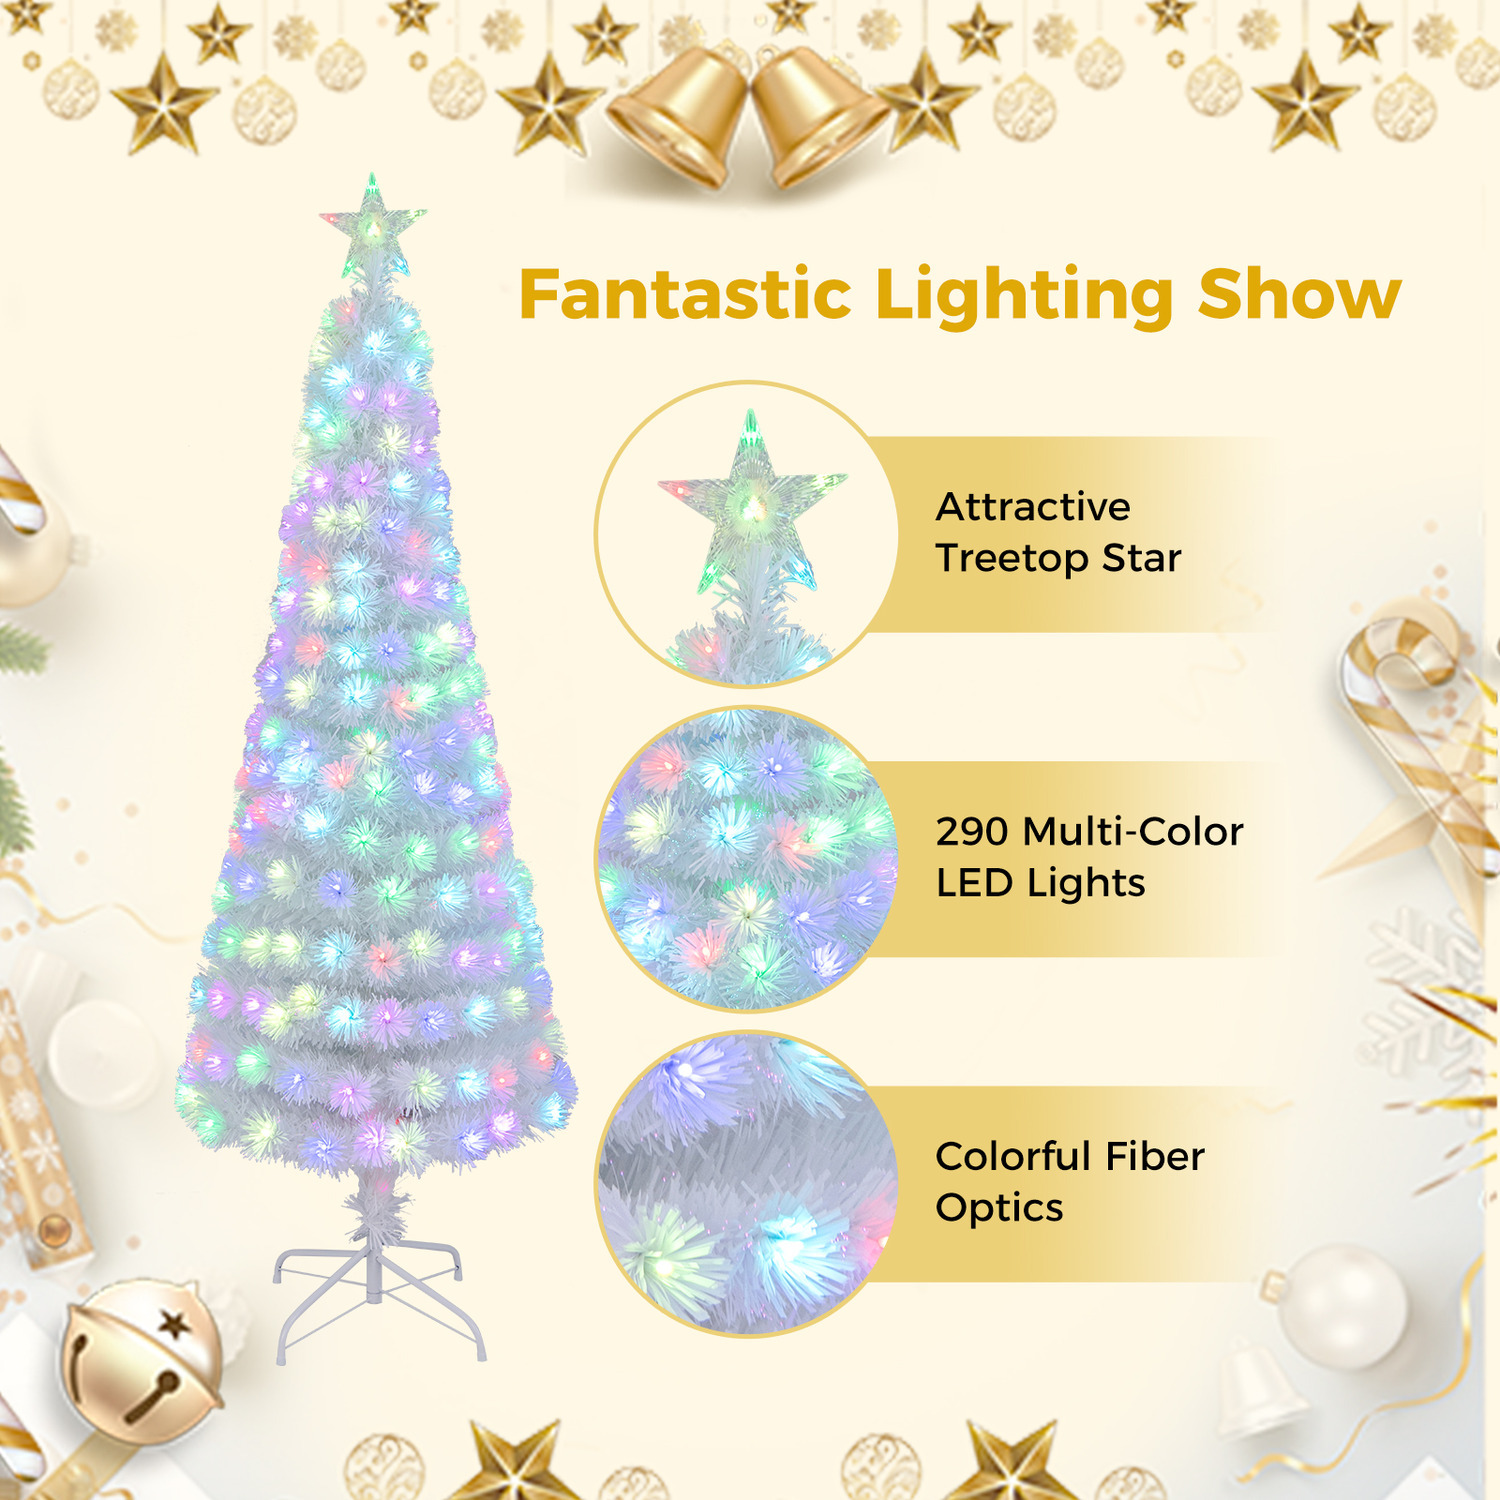 Fantastic Lighting Show
Attractive
Treetop Star
290 Multi-Color
LED Lights
Colorful Fiber
Optics